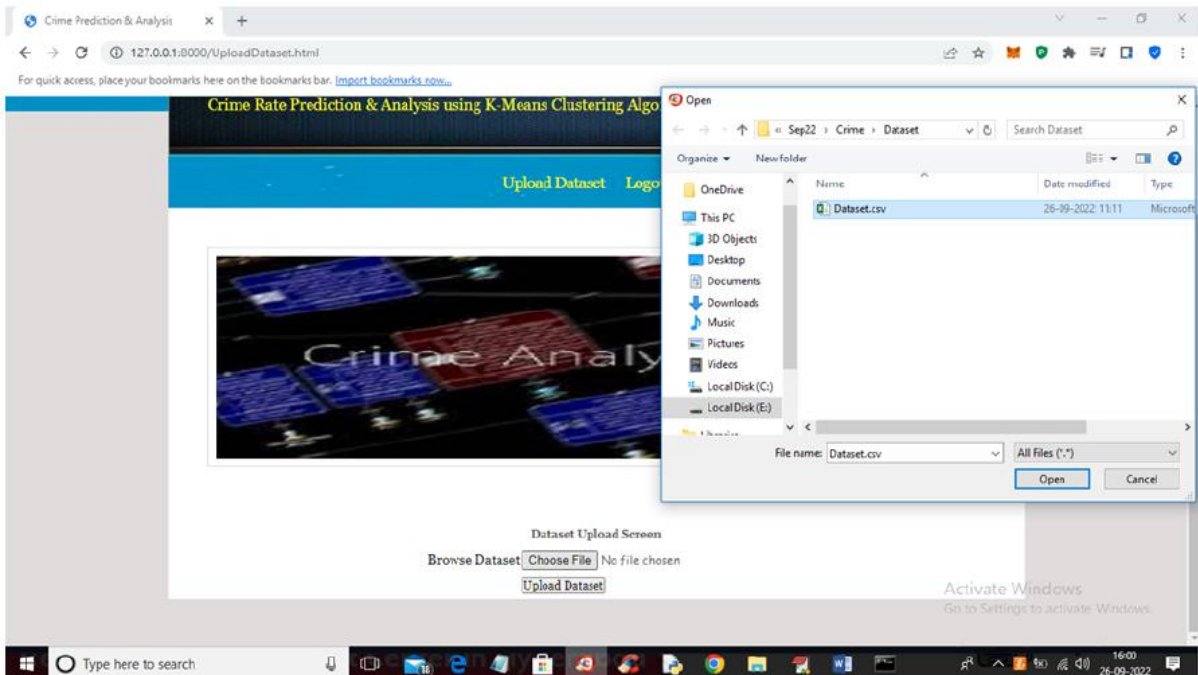 Crime Prediction & Analysis
127.0.0.1:8000/UploadDataset.html
For quick access, place your bookmarks here on the bookmarks bar. Import bookmarks now...
Crime Rate Prediction & Analysis using K-Means Clustering Algo
Upload Dataset Logo
Crime Analy
Open
« Sep22 › Crime › Dataset
Search Dataset
Organize
New folder
OneDrive
This PC
3D Objects
Desktop
Documents
Downloads
Music
Pictures
Videos
Local Disk (C:)
Local Disk (E:)
Name Date modified Type
Dataset.csv 26-09-2022 11:11 Microsoft
File name: Dataset.csv
All Files (*.*)
Open Cancel
Dataset Upload Screen
Browse Dataset Choose File No file chosen
Upload Dataset
Activate Windows
Go to Settings to activate Windows.
Type here to search
16:00
26-09-2022